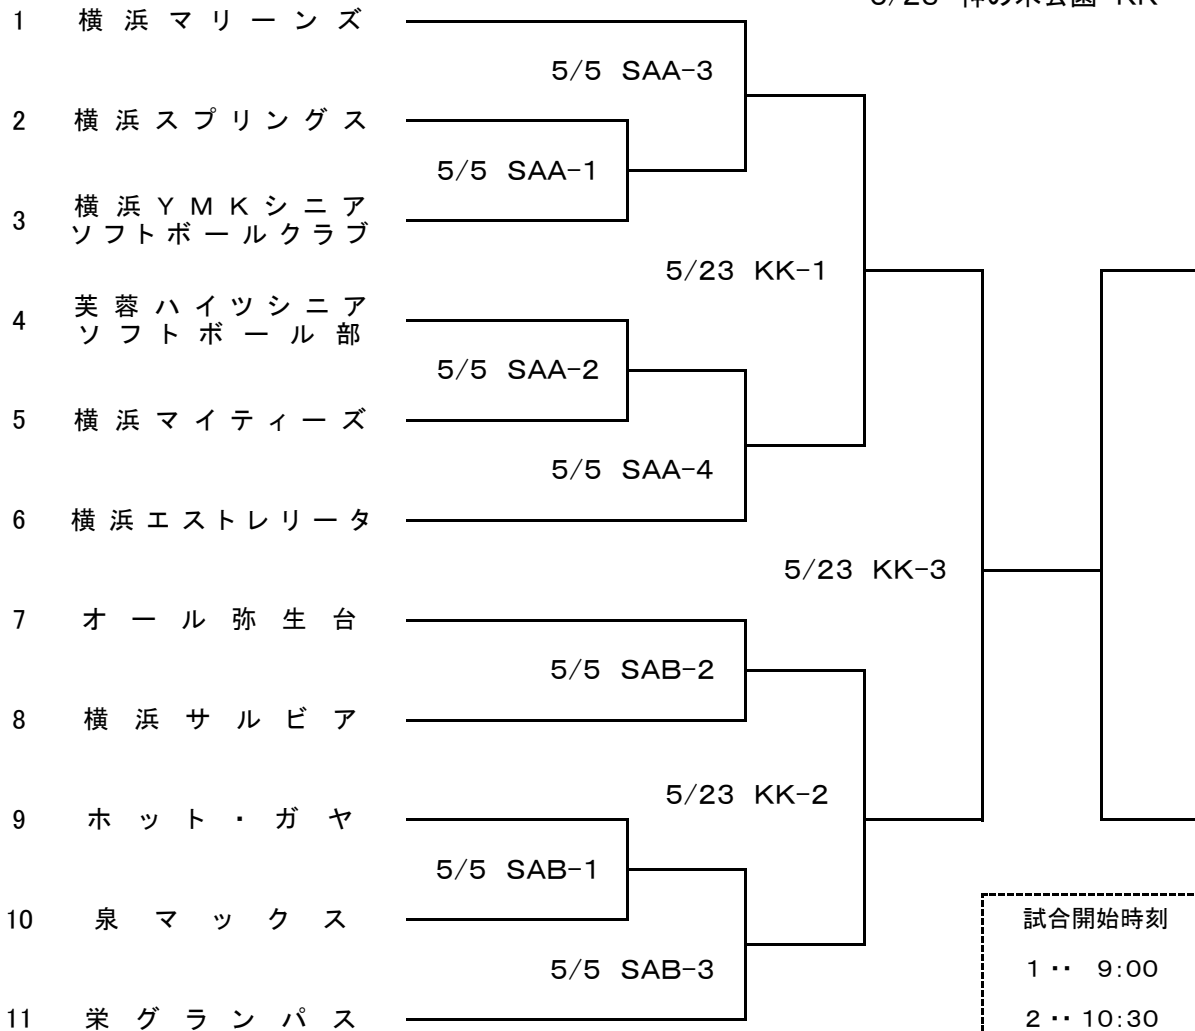 1 横浜マリーンズ
5/5 SAA-3
2 横浜スプリングス
5/5 SAA-1
3 横浜YMKシニア
ソフトボールクラブ
5/23 KK-1
4 芙蓉ハイツシニア
ソフトボール部
5/5 SAA-2
5 横浜マイティーズ
5/5 SAA-4
6 横浜エストレリータ
5/23 KK-3
7 オール弥生台
5/5 SAB-2
8 横浜サルビア
5/23 KK-2
9 ホット・ガヤ
5/5 SAB-1
10 泉マックス
5/5 SAB-3
11 栄グランパス
試合開始時刻
1 ・・ 9:00
2 ・・ 10:30